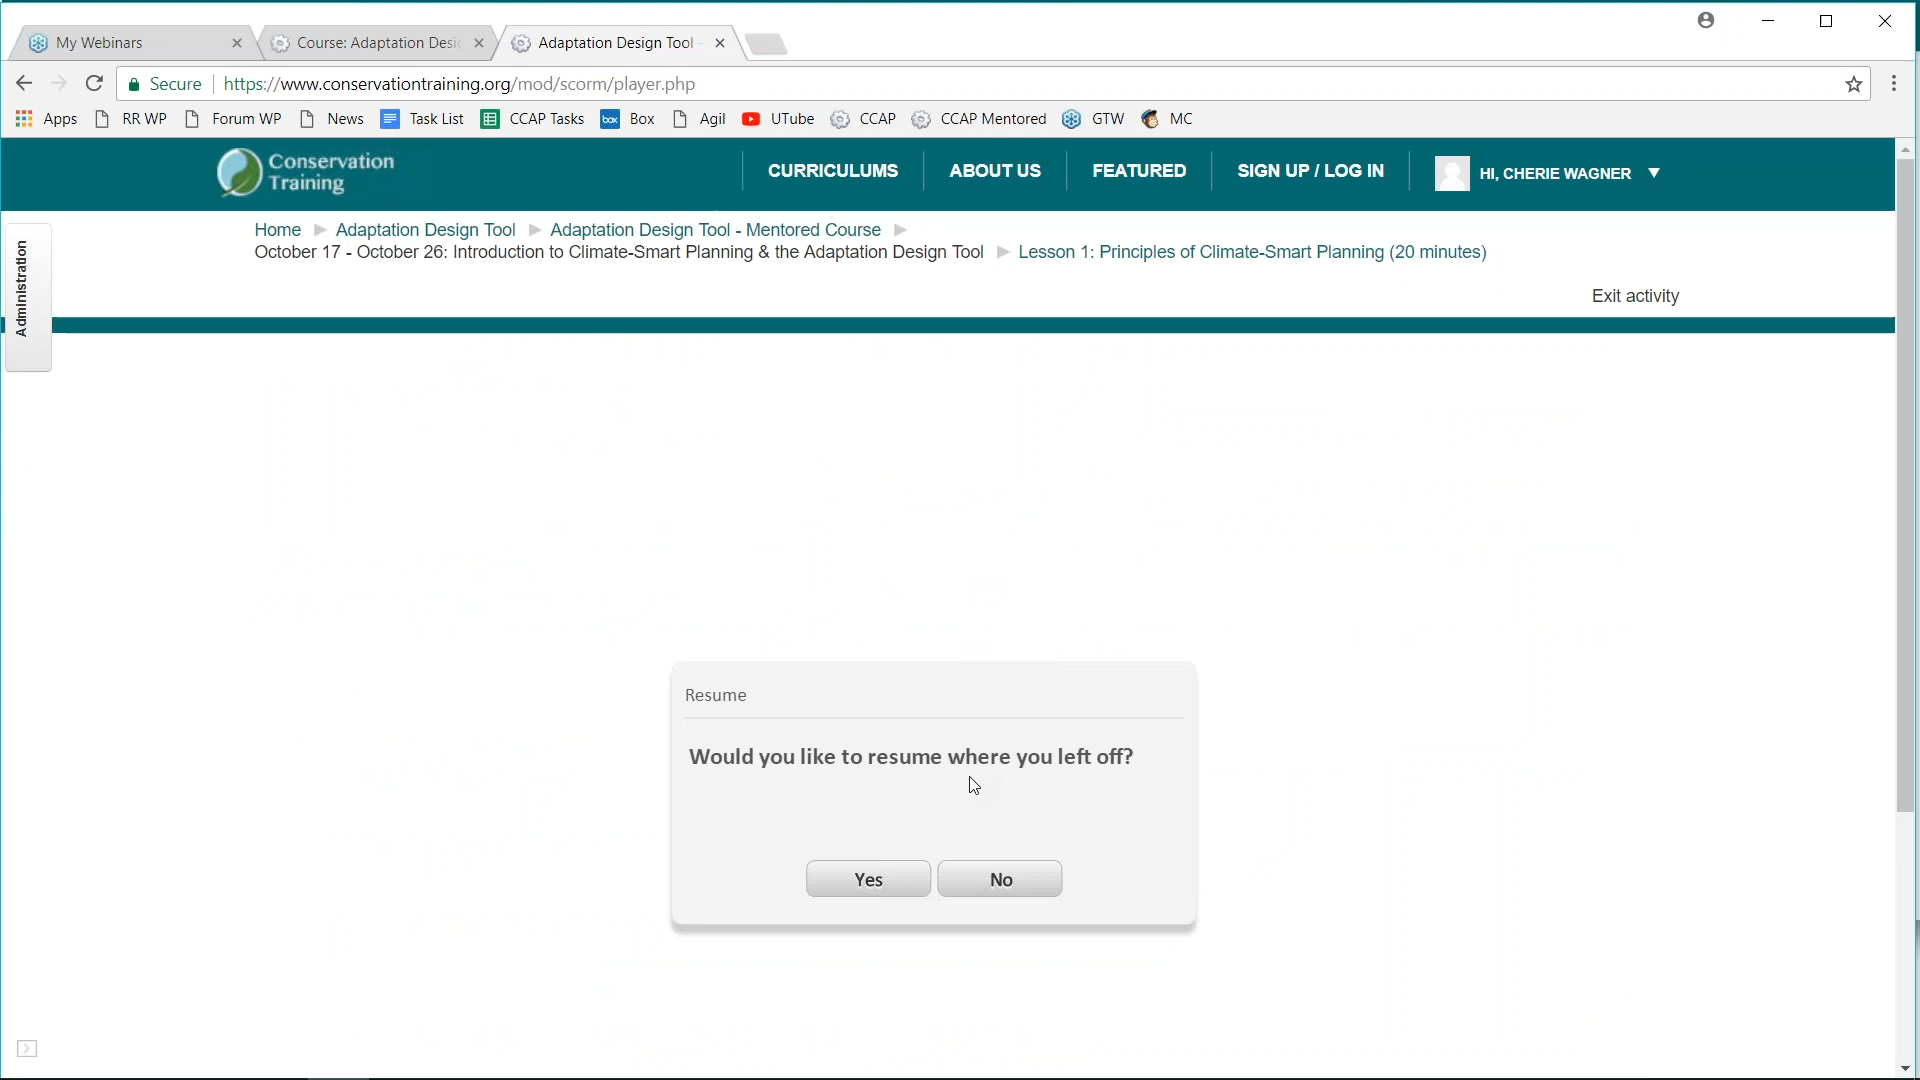 My Webinars
Course: Adaptation Desi
Adaptation Design Tool -
Secure
https://www.conservationtraining.org/mod/scorm/player.php
Apps RR WP Forum WP News Task List CCAP Tasks box Box Agil UTube CCAP CCAP Mentored GTW MC
Conservation
Training
CURRICULUMS ABOUT US FEATURED SIGN UP / LOG IN HI, CHERIE WAGNER
Administration
Home Adaptation Design Tool Adaptation Design Tool - Mentored Course
October 17 - October 26: Introduction to Climate-Smart Planning & the Adaptation Design Tool Lesson 1: Principles of Climate-Smart Planning (20 minutes)
Exit activity
Resume
Would you like to resume where you left off?
Yes No